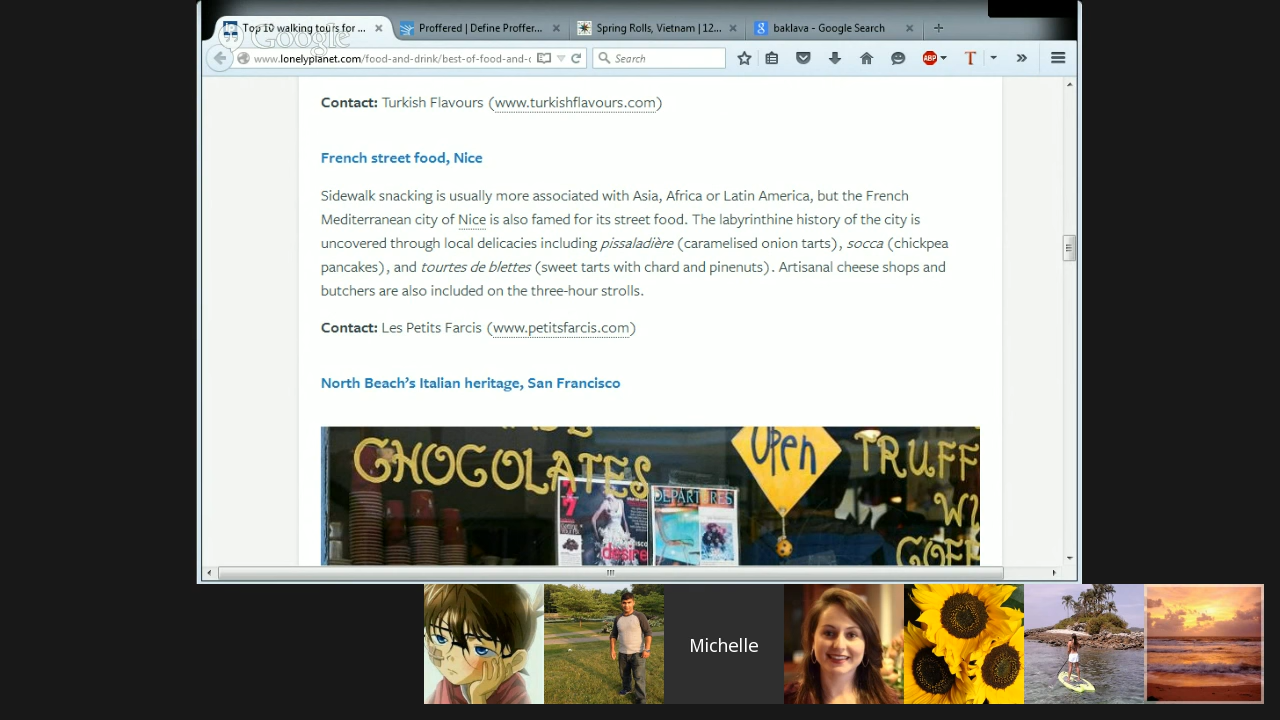 Top 10 walking tours for ...
Proffered | Define Proffer...
Spring Rolls, Vietnam | 12...
baklava - Google Search
Google
www.lonelyplanet.com/food-and-drink/best-of-food-and-
Search
ABP
T
Contact: Turkish Flavours (www.turkishflavours.com)
French street food, Nice
Sidewalk snacking is usually more associated with Asia, Africa or Latin America, but the French
Mediterranean city of Nice is also famed for its street food. The labyrinthine history of the city is
uncovered through local delicacies including pissaladière (caramelised onion tarts), socca (chickpea
pancakes), and tourtes de blettes (sweet tarts with chard and pinenuts). Artisanal cheese shops and
butchers are also included on the three-hour strolls.
Contact: Les Petits Farcis (www.petitsfarcis.com)
North Beach's Italian heritage, San Francisco
CHOCOLATES
Open
TRUFF
7
DEPARTURES
desire
Michelle